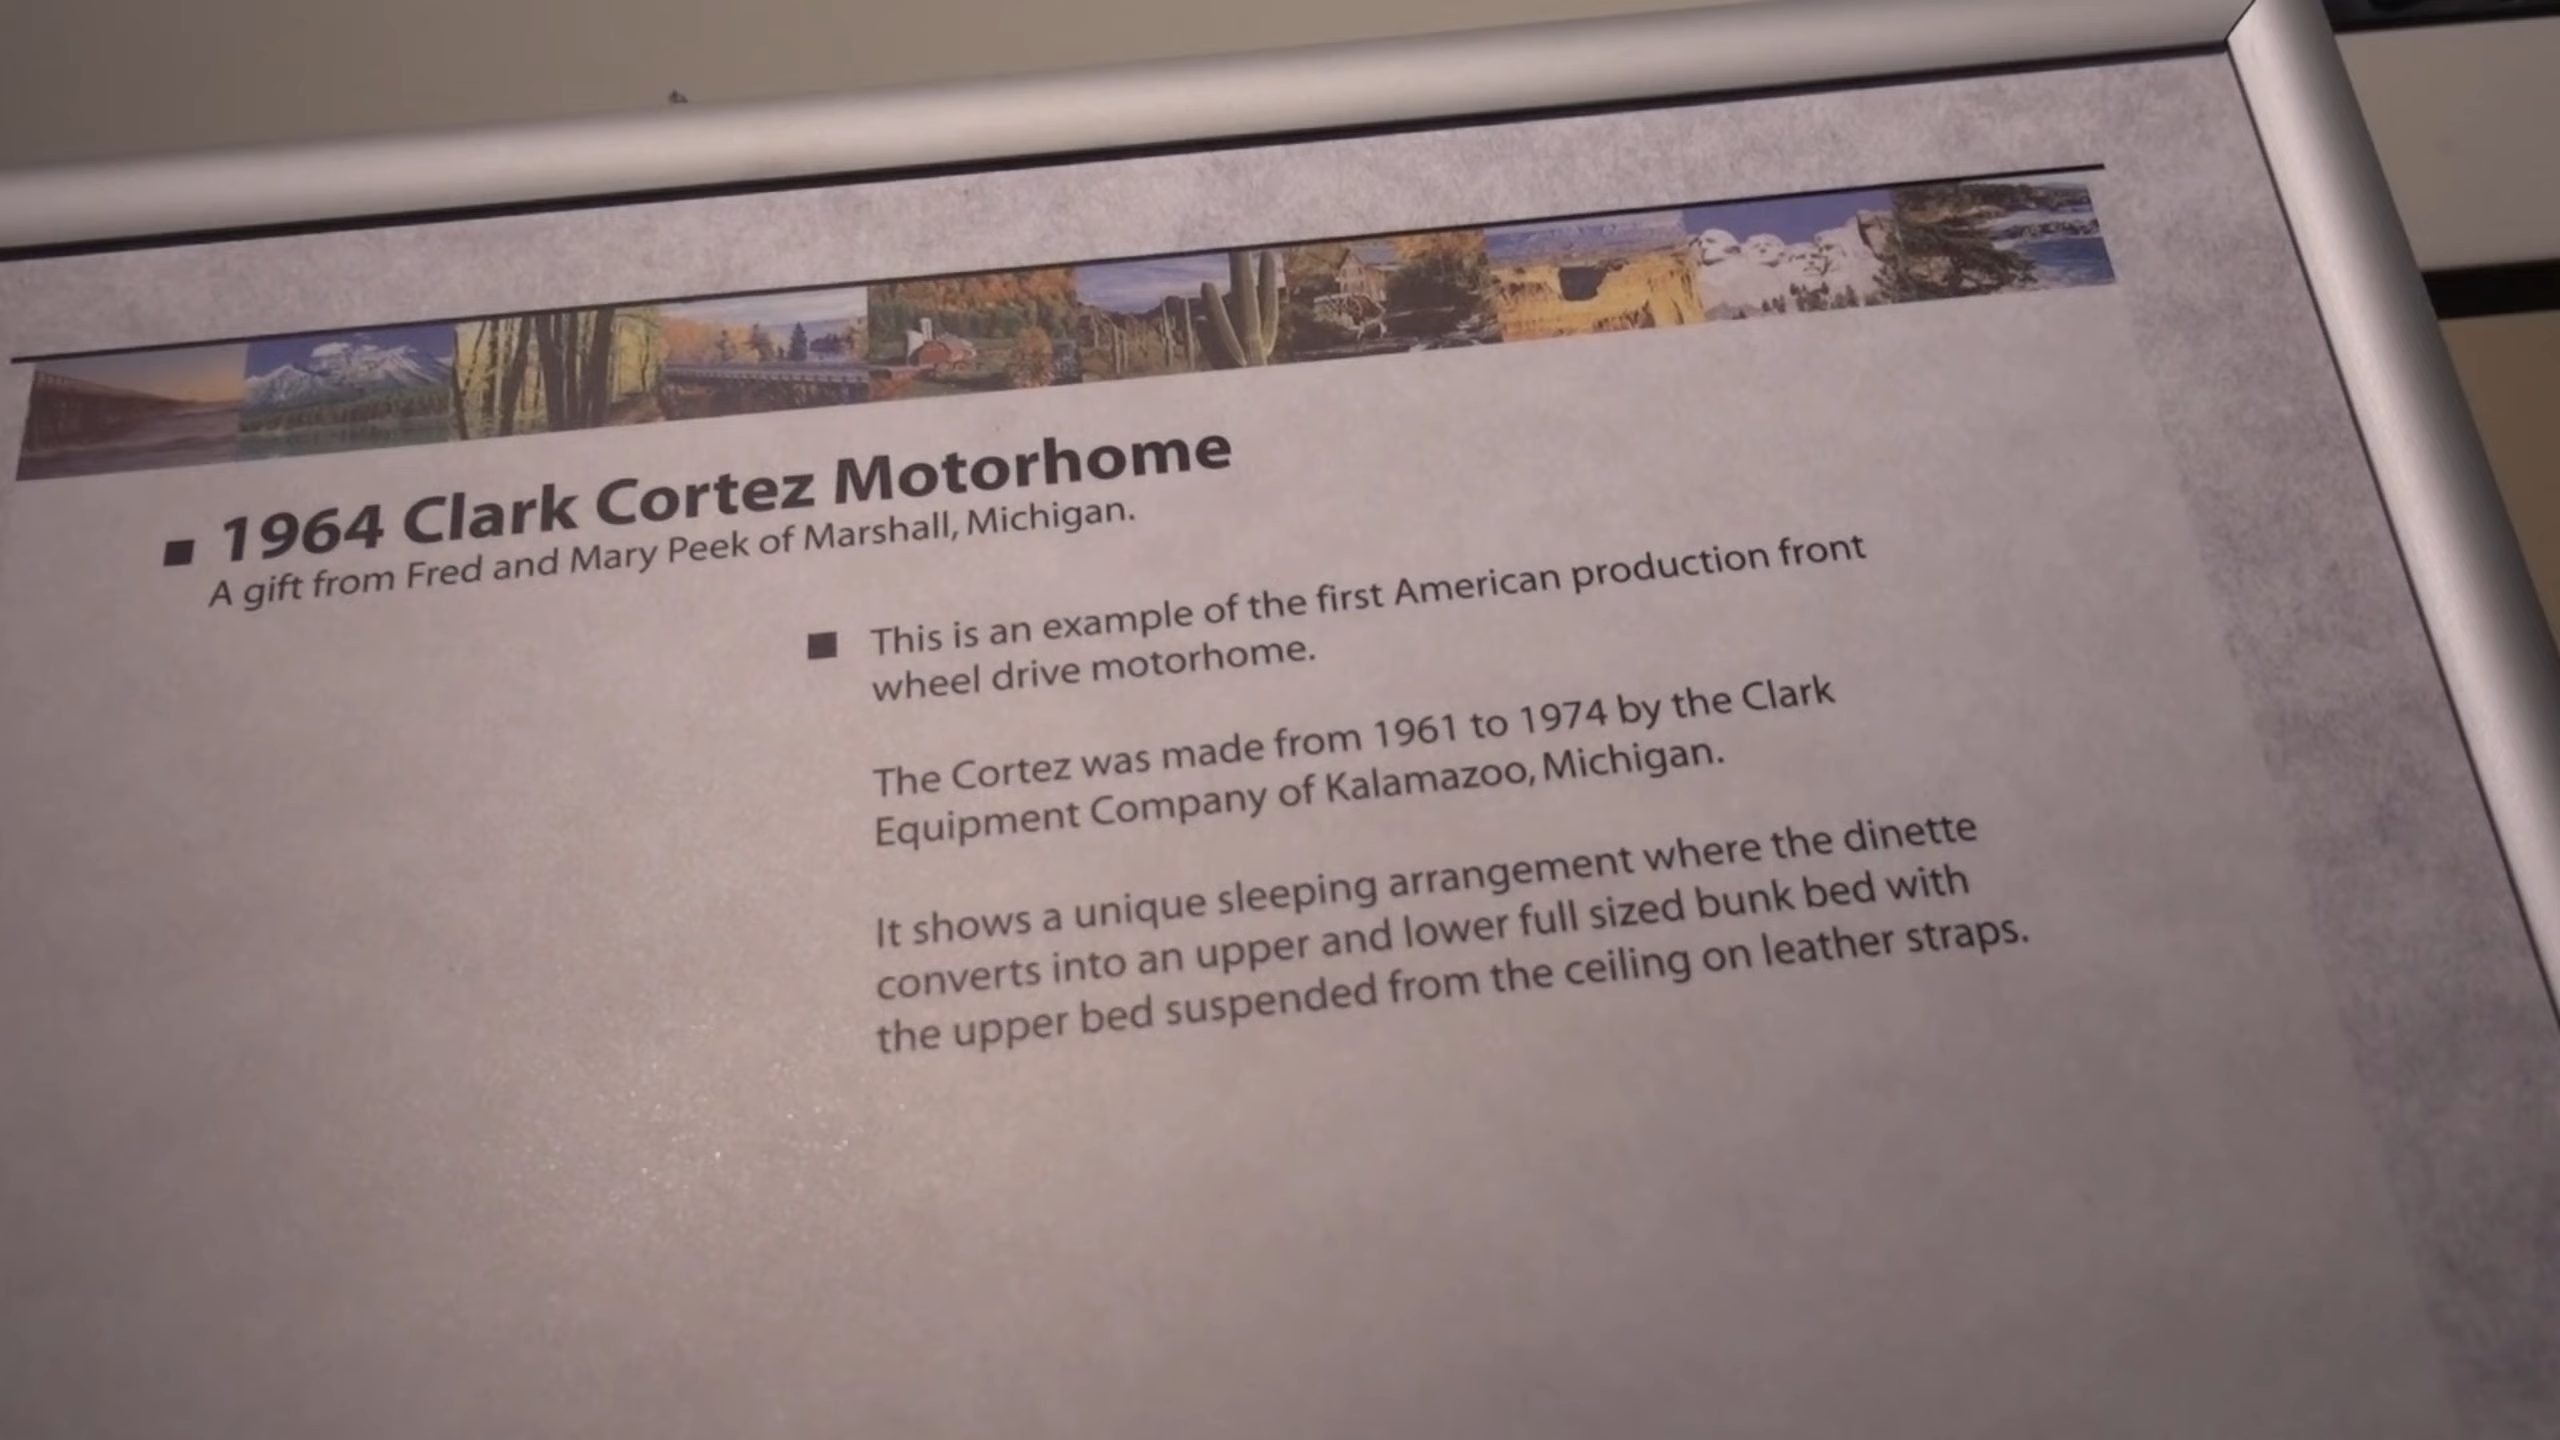 ■ 1964 Clark Cortez Motorhome
A gift from Fred and Mary Peek of Marshall, Michigan.
■ This is an example of the first American production front
wheel drive motorhome.
The Cortez was made from 1961 to 1974 by the Clark
Equipment Company of Kalamazoo, Michigan.
It shows a unique sleeping arrangement where the dinette
converts into an upper and lower full sized bunk bed with
the upper bed suspended from the ceiling on leather straps.